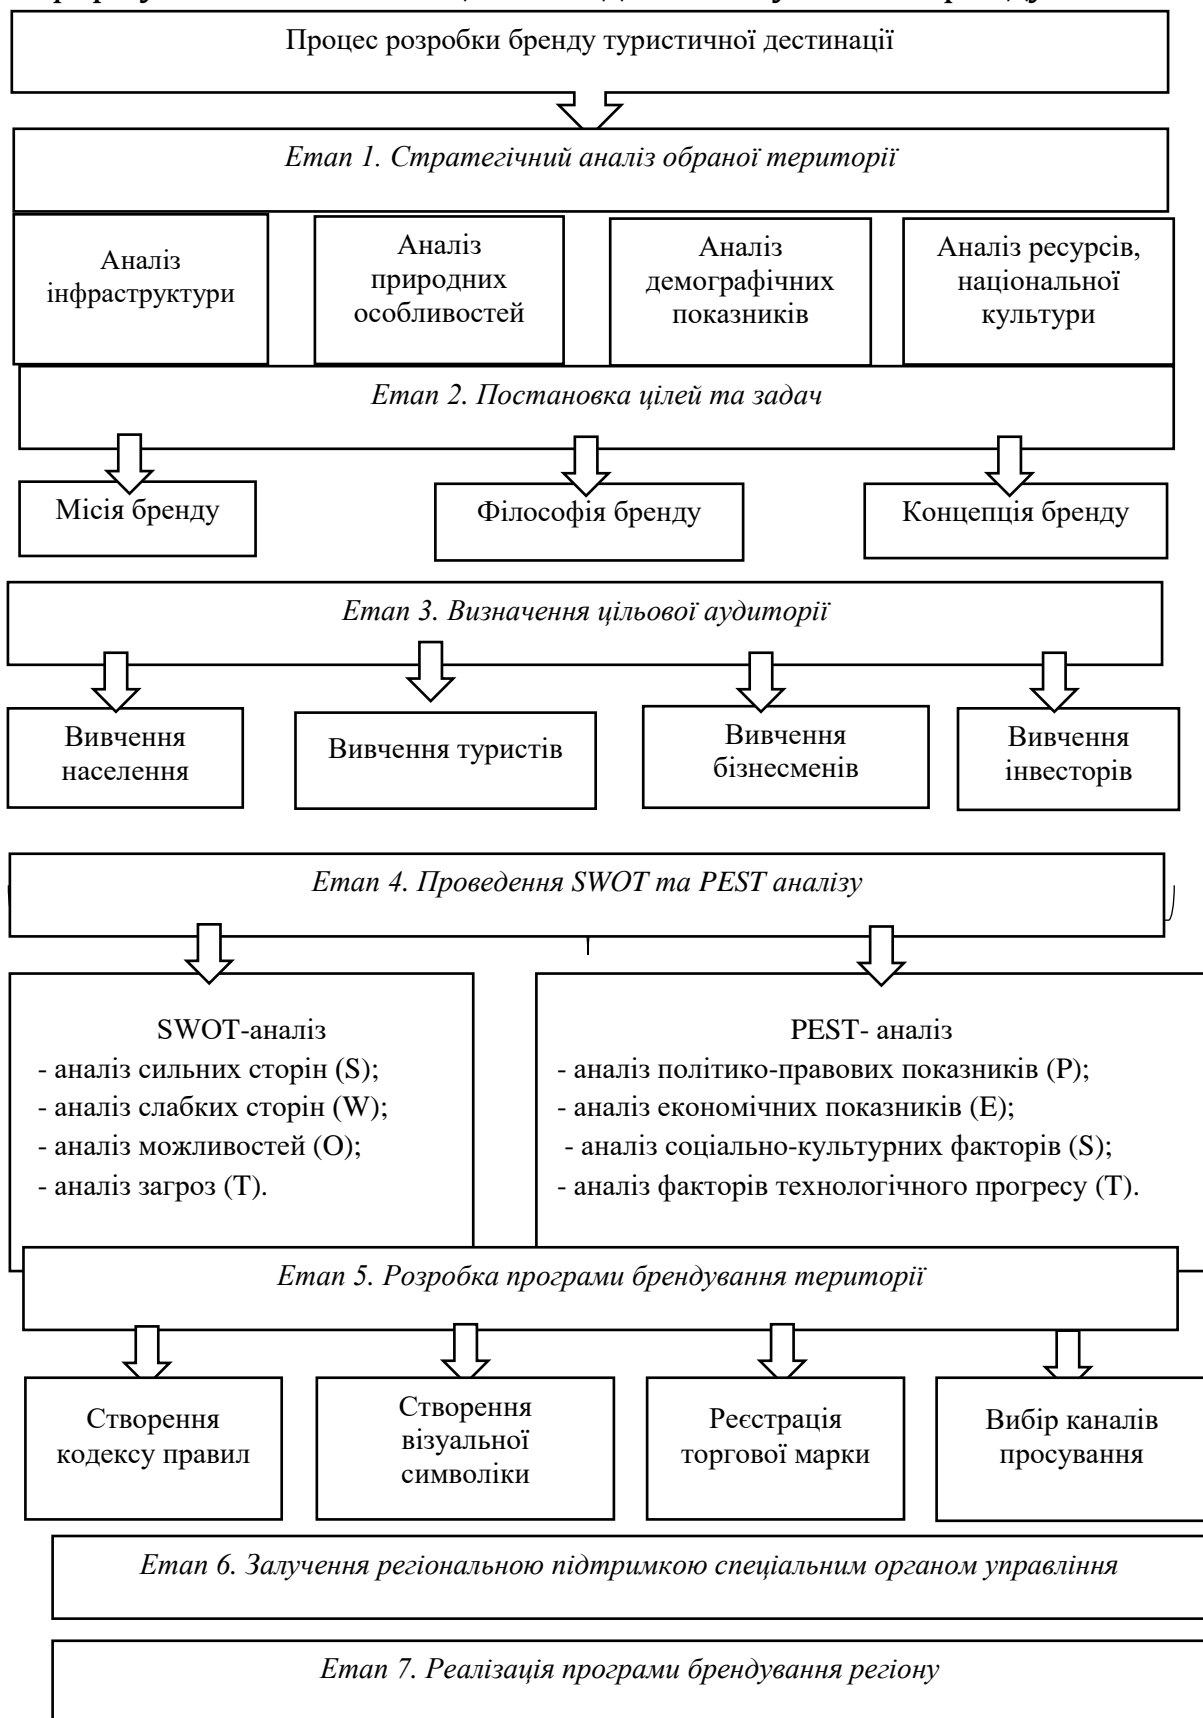 Процес розробки бренду туристичної дестинації
Етап 1. Стратегічний аналіз обраної території
Аналіз
інфраструктури
Аналіз
природних
особливостей
Аналіз
демографічних
показників
Аналіз ресурсів,
національної
культури
Етап 2. Постановка цілей та задач
Місія бренду
Філософія бренду
Концепція бренду
Етап 3. Визначення цільової аудиторії
Вивчення
населення
Вивчення туристів
Вивчення
бізнесменів
Вивчення
інвесторів
Етап 4. Проведення SWOT та PEST аналізу
SWOT-аналіз
- аналіз сильних сторін (S);
- аналіз слабких сторін (W);
- аналіз можливостей (O);
- аналіз загроз (T).
PEST- аналіз
- аналіз політико-правових показників (P);
- аналіз економічних показників (E);
- аналіз соціально-культурних факторів (S);
- аналіз факторів технологічного прогресу (T).
Етап 5. Розробка програми брендування території
Створення
кодексу правил
Створення
візуальної
символіки
Реєстрація
торгової марки
Вибір каналів
просування
Етап 6. Залучення регіональною підтримкою спеціальним органом управління
Етап 7. Реалізація програми брендування регіону